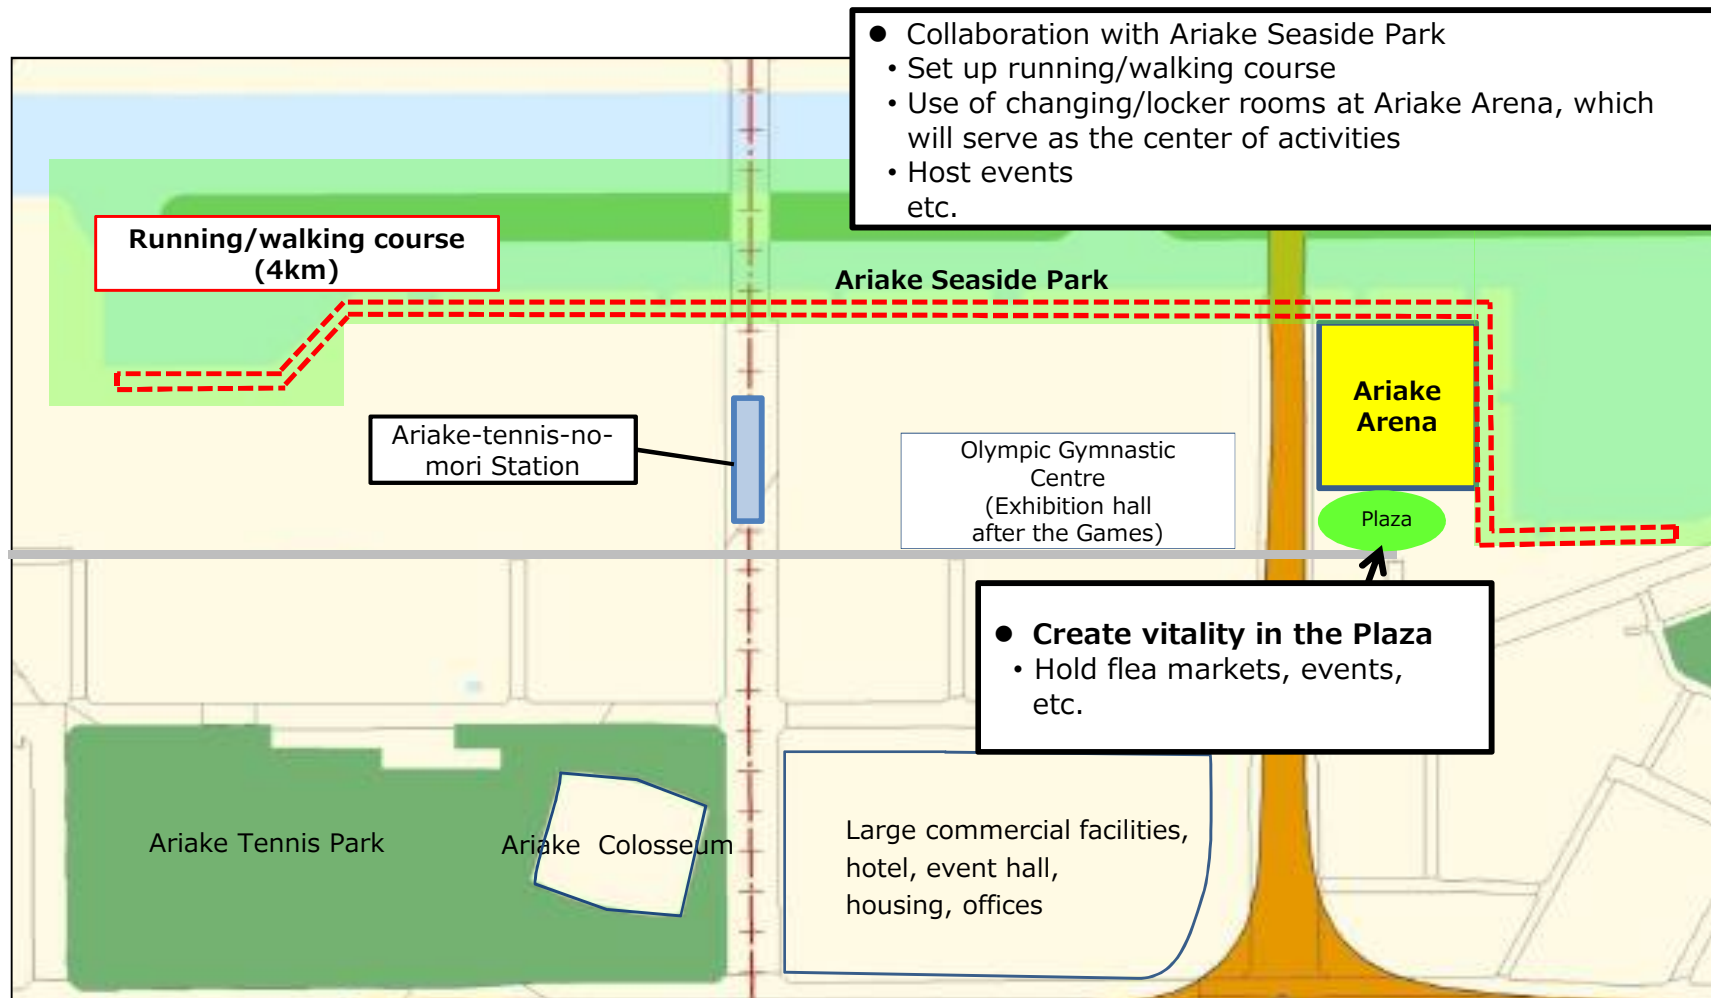 ● Collaboration with Ariake Seaside Park
・Set up running/walking course
・Use of changing/locker rooms at Ariake Arena, which
will serve as the center of activities
・Host events
etc.
Running/walking course
(4km)
Ariake Seaside Park
Ariake
Arena
Ariake-tennis-no-
mori Station
Olympic Gymnastic
Centre
(Exhibition hall
after the Games)
Plaza
● Create vitality in the Plaza
・Hold flea markets, events,
etc.
Ariake Tennis Park
Ariake Colosseum
Large commercial facilities,
hotel, event hall,
housing, offices